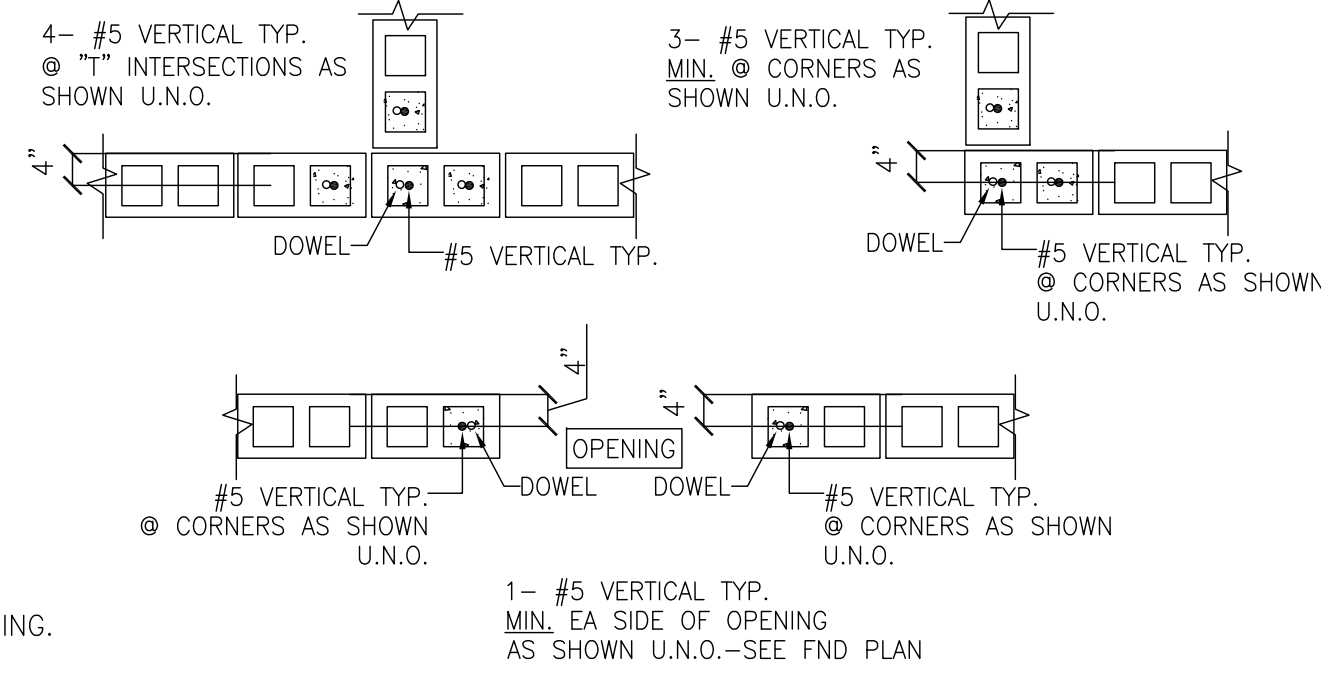 4- #5 VERTICAL TYP.
@ "T" INTERSECTIONS AS
SHOWN U.N.O.
4"
DOWEL
#5 VERTICAL TYP.
3- #5 VERTICAL TYP.
MIN. @ CORNERS AS
SHOWN U.N.O.
4"
DOWEL
#5 VERTICAL TYP.
@ CORNERS AS SHOWN
U.N.O.
4"
OPENING
4"
#5 VERTICAL TYP.
@ CORNERS AS SHOWN
U.N.O.
DOWEL
DOWEL
#5 VERTICAL TYP.
@ CORNERS AS SHOWN
U.N.O.
1- #5 VERTICAL TYP.
MIN. EA SIDE OF OPENING
AS SHOWN U.N.O.-SEE FND PLAN
ING.